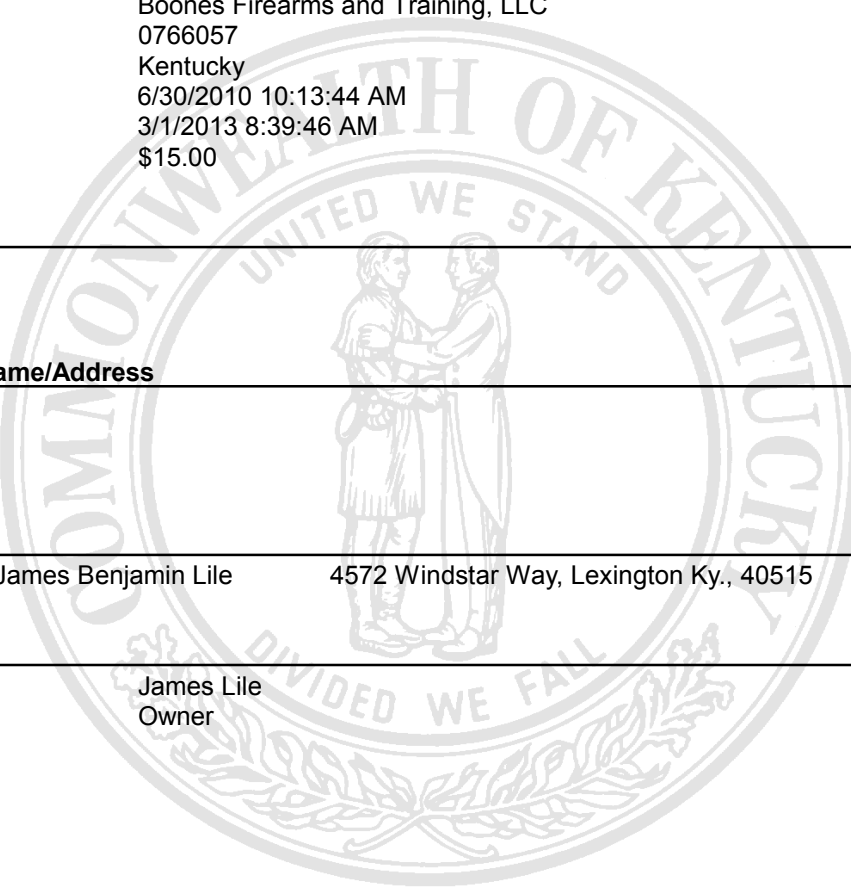 Boones Firearms and Training, LLC
0766057
Kentucky
6/30/2010 10:13:44 AM
3/1/2013 8:39:46 AM
$15.00
COMMONWEALTH OF KENTUCKY
UNITED WE STAND
ame/Address
James Benjamin Lile 4572 Windstar Way, Lexington Ky., 40515
DIVIDED WE FALL
James Lile
Owner